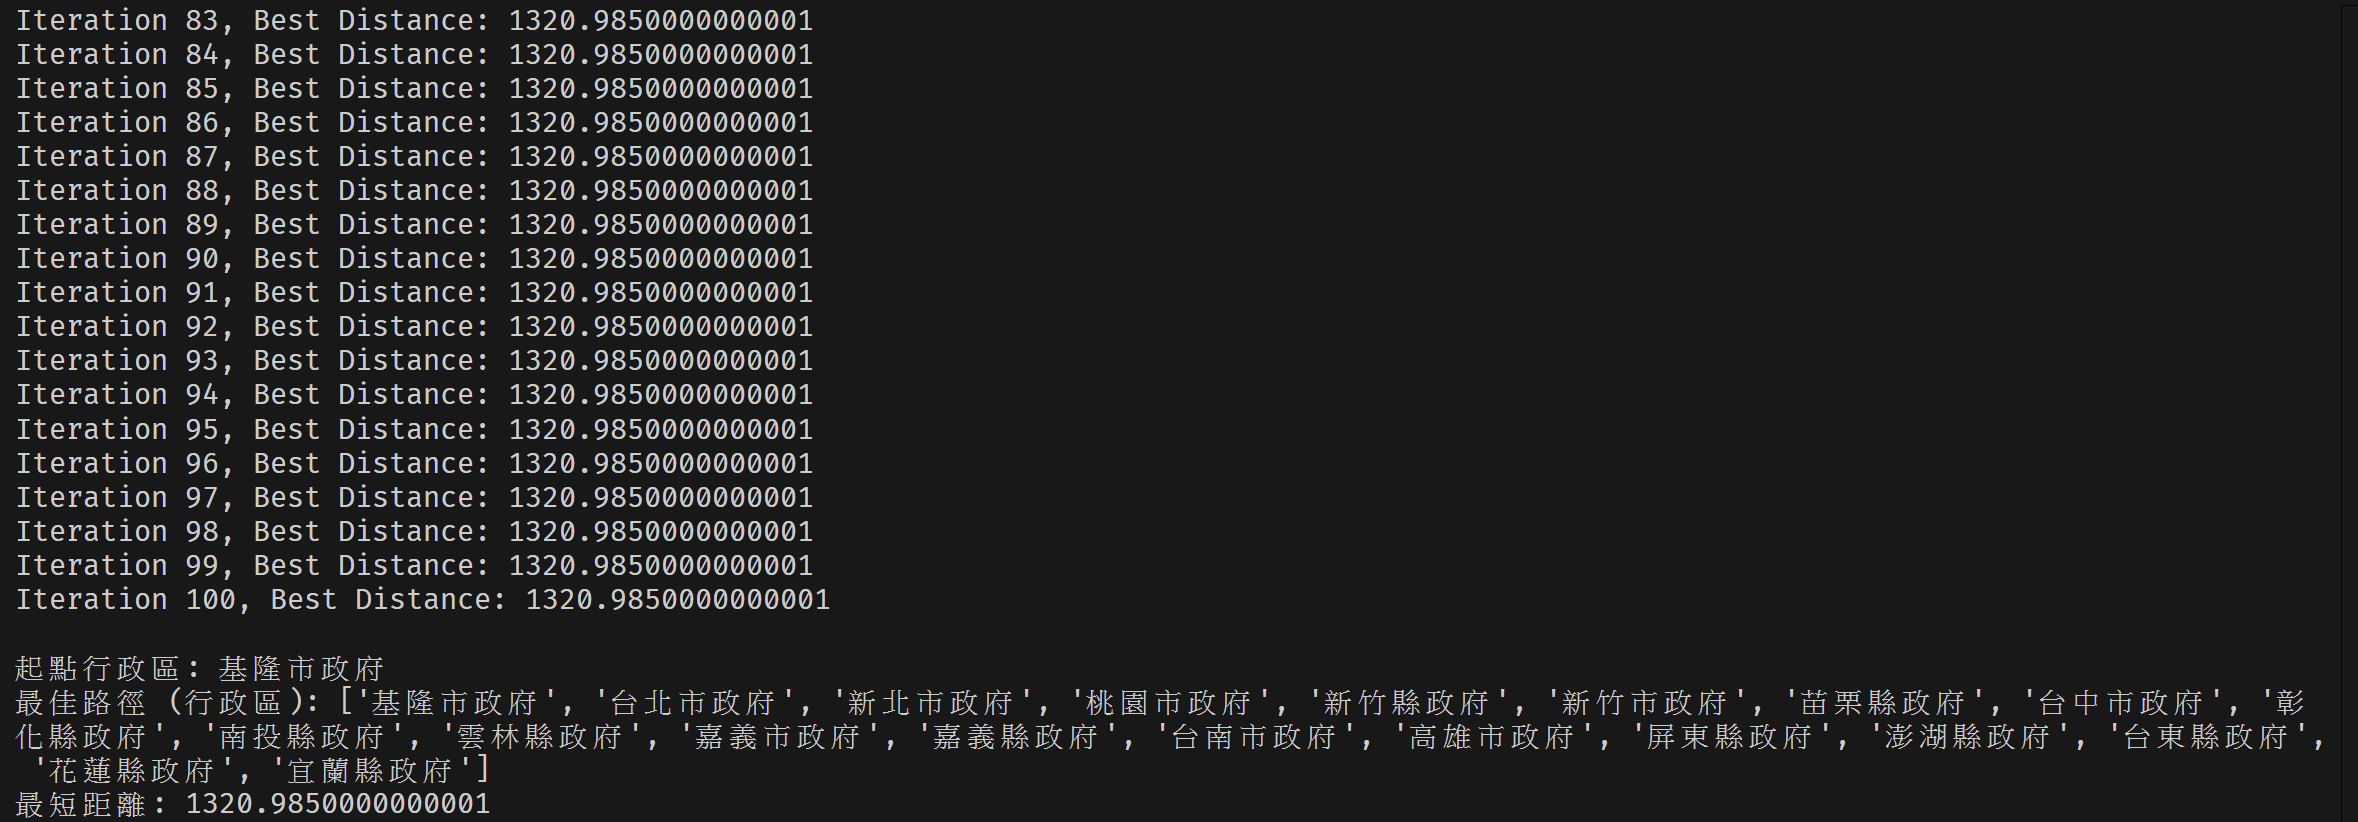 Iteration 83, Best Distance: 1320.9850000000001
Iteration 84, Best Distance: 1320.9850000000001
Iteration 85, Best Distance: 1320.9850000000001
Iteration 86, Best Distance: 1320.9850000000001
Iteration 87, Best Distance: 1320.9850000000001
Iteration 88, Best Distance: 1320.9850000000001
Iteration 89, Best Distance: 1320.9850000000001
Iteration 90, Best Distance: 1320.9850000000001
Iteration 91, Best Distance: 1320.9850000000001
Iteration 92, Best Distance: 1320.9850000000001
Iteration 93, Best Distance: 1320.9850000000001
Iteration 94, Best Distance: 1320.9850000000001
Iteration 95, Best Distance: 1320.9850000000001
Iteration 96, Best Distance: 1320.9850000000001
Iteration 97, Best Distance: 1320.9850000000001
Iteration 98, Best Distance: 1320.9850000000001
Iteration 99, Best Distance: 1320.9850000000001
Iteration 100, Best Distance: 1320.9850000000001
起點行政區: 基隆市政府
最佳路徑 (行政區): ['基隆市政府', '台北市政府', '新北市政府', '桃園市政府', '新竹縣政府', '新竹市政府', '苗栗縣政府', '台中市政府', '彰
化縣政府', '南投縣政府', '雲林縣政府', '嘉義市政府', '嘉義縣政府', '台南市政府', '高雄市政府', '屏東縣政府', '澎湖縣政府', '台東縣政府',
'花蓮縣政府', '宜蘭縣政府']
最短距離: 1320.9850000000001